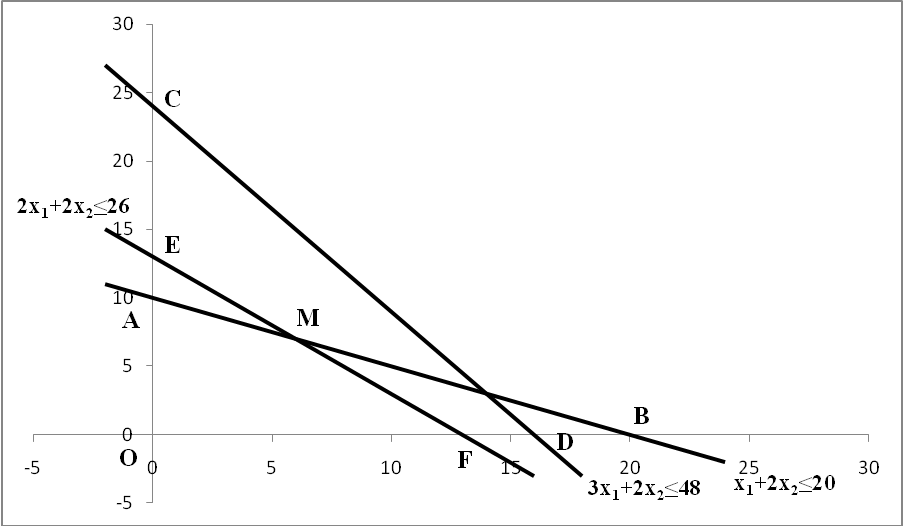 30
25
C
20
2x₁+2x₂≤26
15
E
10
A
M
5
B
0
D
O
F
-5 0 5 10 15 20 25 30
3x₁+2x₂≤48
x₁+2x₂≤20
-5